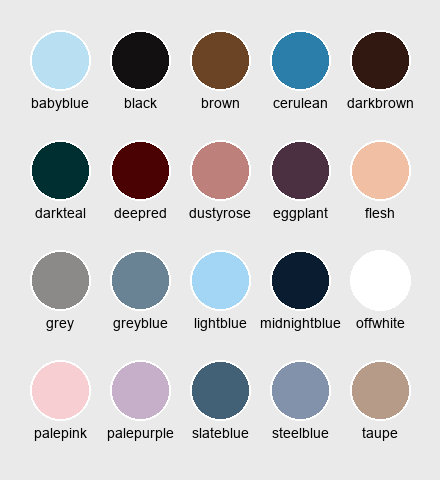 babyblue black brown cerulean darkbrown
darkteal deepred dustyrose eggplant flesh
grey greyblue lightblue midnightblue offwhite
palepink palepurple slateblue steelblue taupe